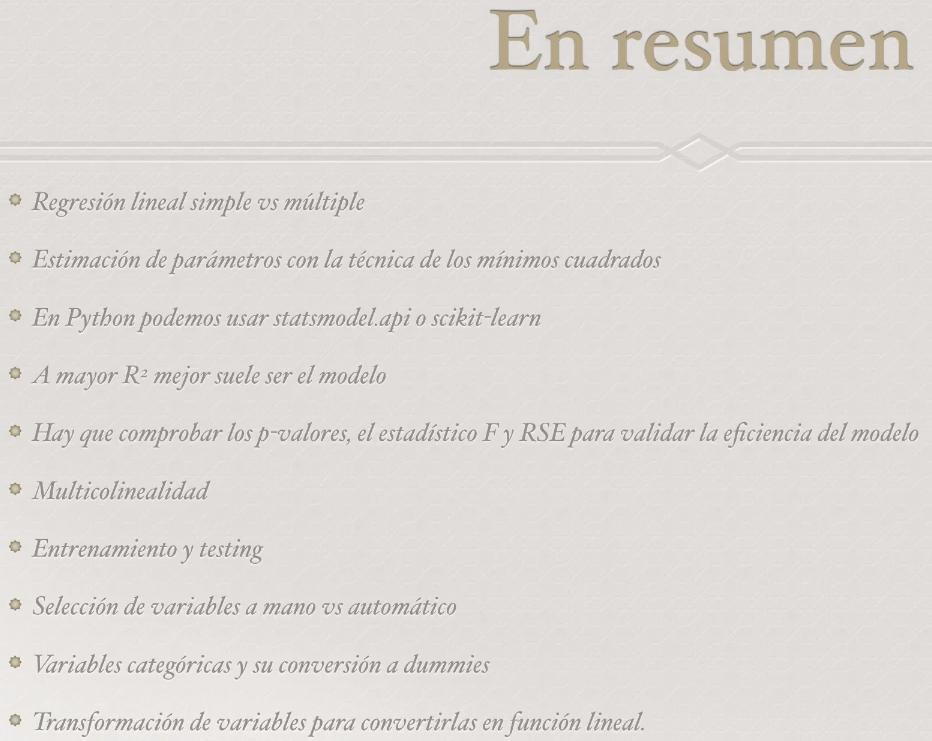 En resumen
Regresión lineal simple vs múltiple
Estimación de parámetros con la técnica de los mínimos cuadrados
En Python podemos usar statsmodel.api o scikit-learn
A mayor R² mejor suele ser el modelo
Hay que comprobar los p-valores, el estadístico F y RSE para validar la eficiencia del modelo
Multicolinealidad
Entrenamiento y testing
Selección de variables a mano vs automático
Variables categóricas y su conversión a dummies
Transformación de variables para convertirlas en función lineal.